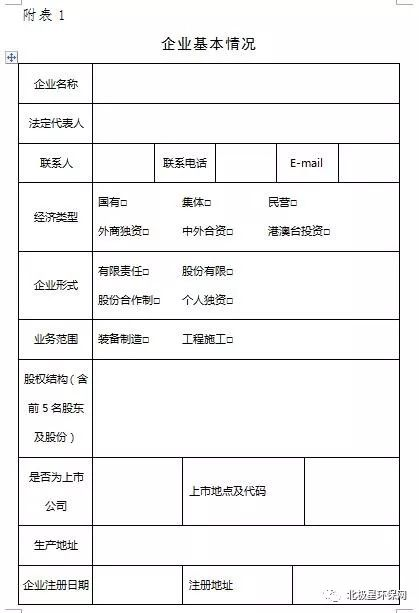 附表1
企业基本情况
企业名称
法定代表人
联系人 联系电话 E-mail
经济类型 国有□ 集体□ 民营□
外商独资□ 中外合资□ 港澳台投资□
企业形式 有限责任□ 股份有限□
股份合作制□ 个人独资□
业务范围 装备制造□ 工程施工□
股权结构（含
前5名股东
及股份）
是否为上市
公司
上市地点及代码
生产地址
企业注册日期 注册地址
北极星环保网